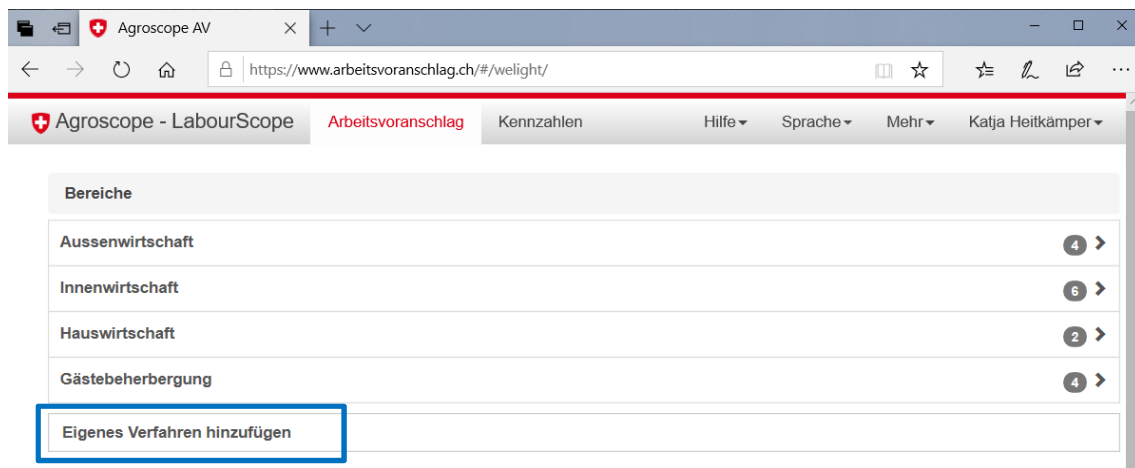 Agroscope AV
https://www.arbeitsvoranschlag.ch/#/welight/
Agroscope - LabourScope Arbeitsvoranschlag Kennzahlen Hilfe Sprache Mehr Katja Heitkämper
Bereiche
Aussenwirtschaft 4
Innenwirtschaft 6
Hauswirtschaft 2
Gästebeherbergung 4
Eigenes Verfahren hinzufügen